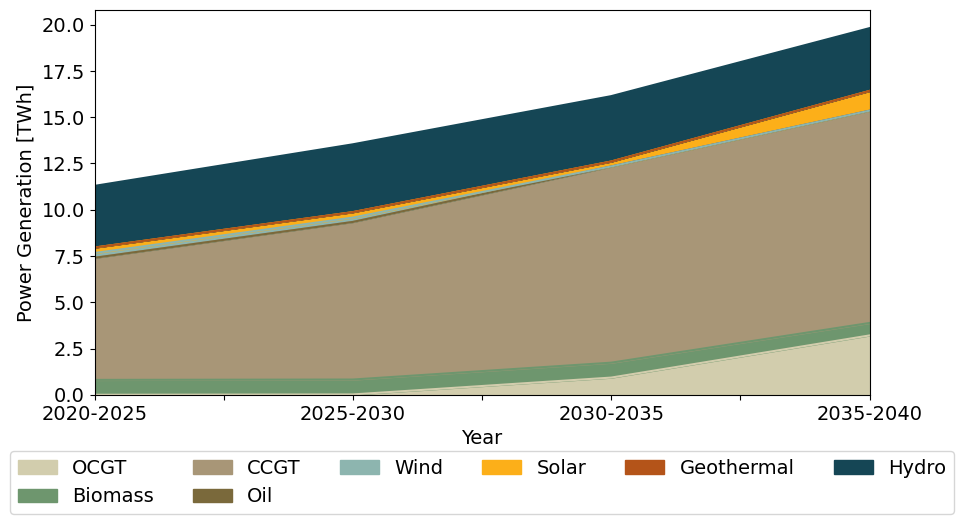 Power Generation [TWh]
20.0
17.5
15.0
12.5
10.0
7.5
5.0
2.5
0.0
2020-2025 2025-2030 2030-2035 2035-2040
Year
OCGT CCGT Wind Solar Geothermal Hydro
Biomass Oil